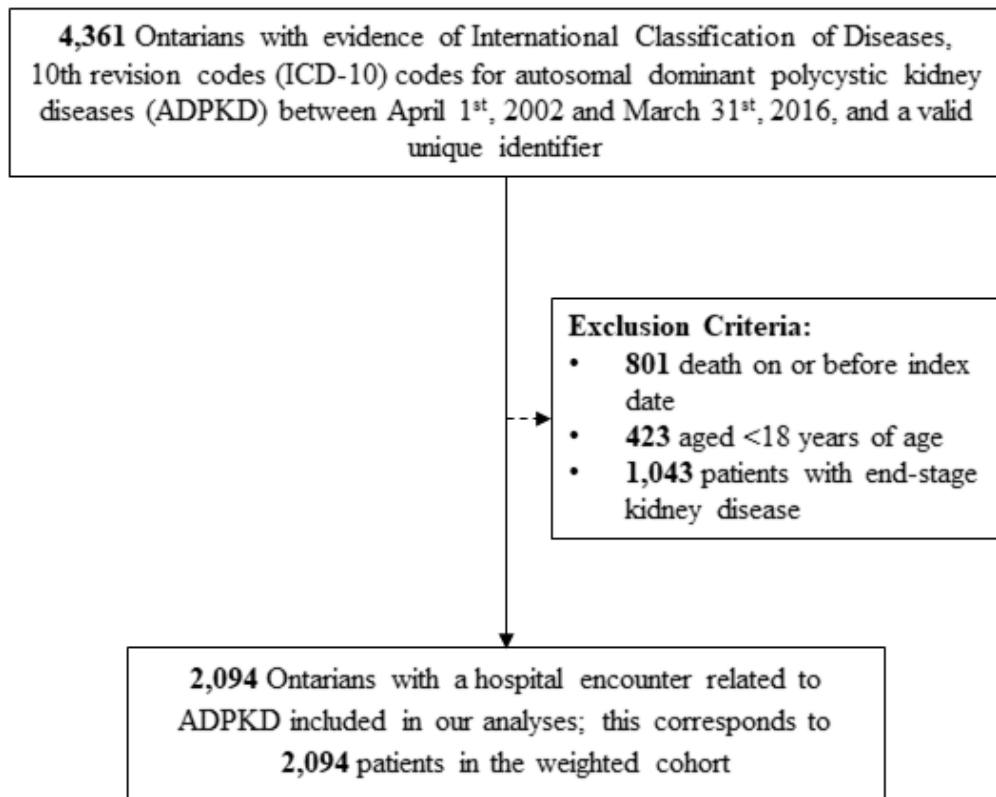 4,361 Ontarians with evidence of International Classification of Diseases,
10th revision codes (ICD-10) codes for autosomal dominant polycystic kidney
diseases (ADPKD) between April 1st, 2002 and March 31st, 2016, and a valid
unique identifier
Exclusion Criteria:
• 801 death on or before index
date
• 423 aged <18 years of age
• 1,043 patients with end-stage
kidney disease
2,094 Ontarians with a hospital encounter related to
ADPKD included in our analyses; this corresponds to
2,094 patients in the weighted cohort